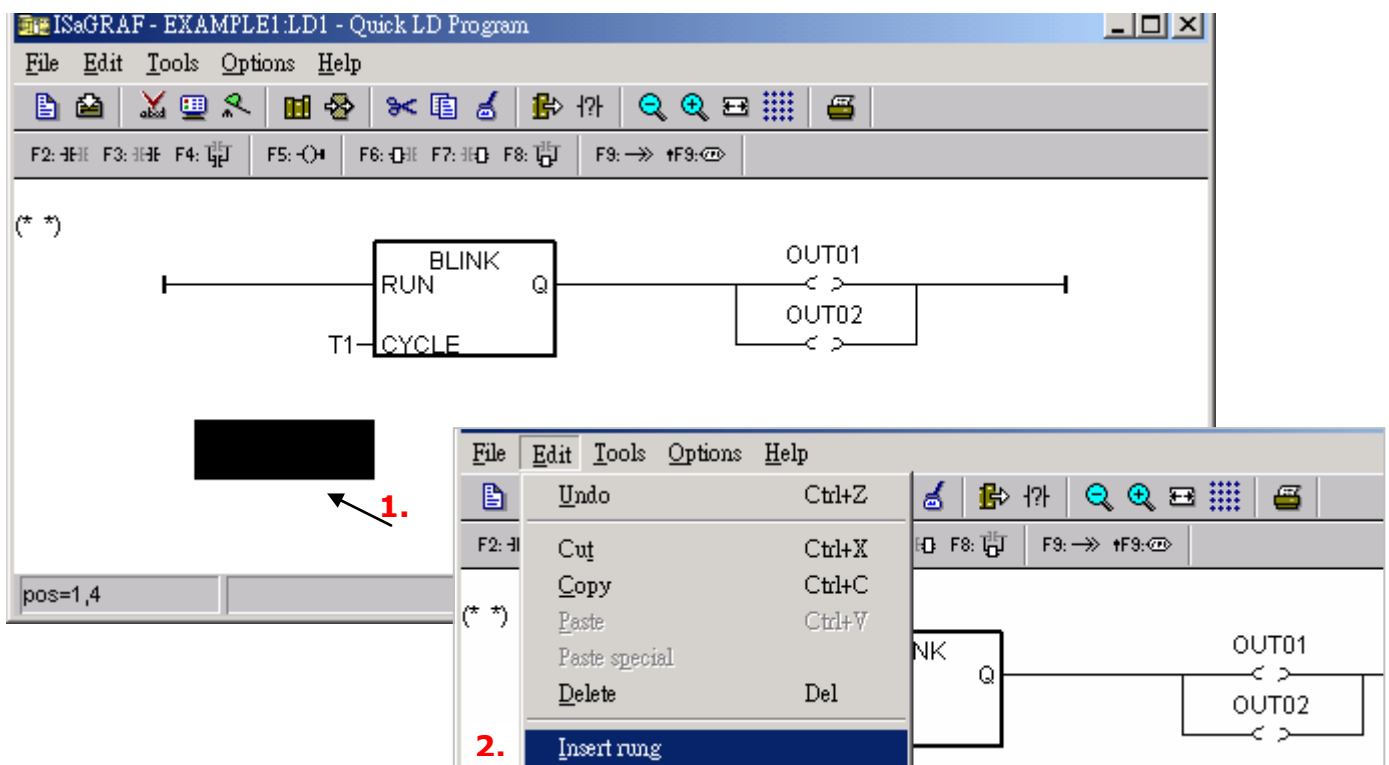 ISaGRAF - EXAMPLE1:LD1 - Quick LD Program
File Edit Tools Options Help
F2: F3: F4: F5: F6: F7: F8: F9: F9:
(* *)
BLINK
RUN Q
T1 CYCLE
OUT01
OUT02
1.
pos=1,4
File Edit Tools Options Help
Undo Ctrl+Z
Cut Ctrl+X
Copy Ctrl+C
Paste Ctrl+V
Paste special
Delete Del
2. Insert rung
F2: F8: F9: F9:
(* *)
NK
Q
OUT01
OUT02